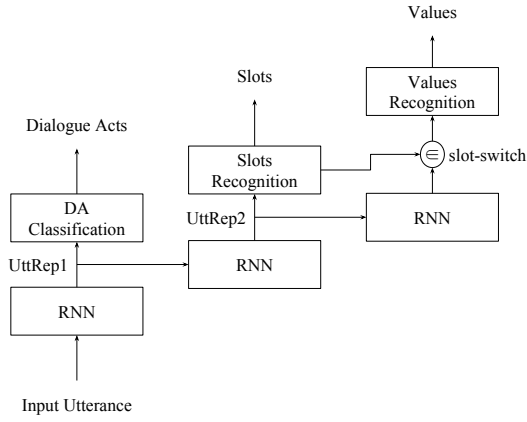 Values
Values
Recognition
Slots
∈ slot-switch
Dialogue Acts
Slots
Recognition
DA
Classification
UttRep2
RNN
UttRep1
RNN
RNN
Input Utterance